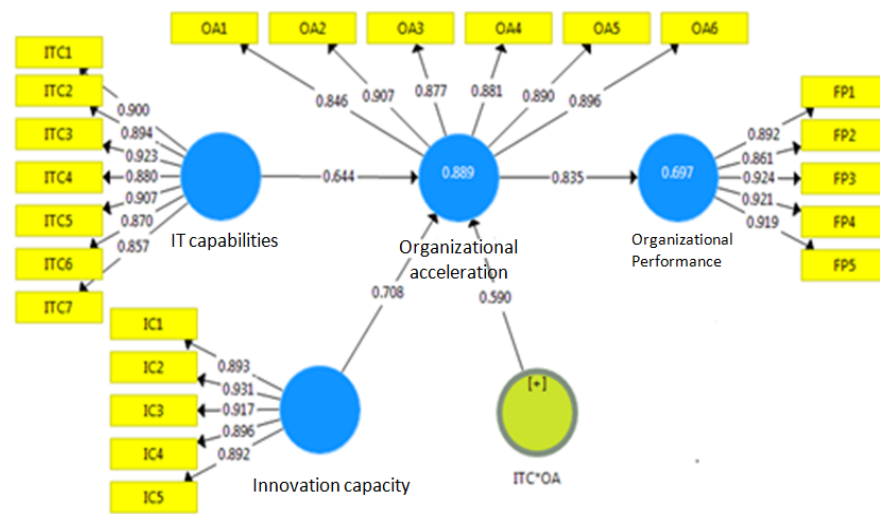 OA1
OA2
OA3
OA4
OA5
OA6
ITC1
ITC2
ITC3
ITC4
ITC5
ITC6
ITC7
0.900
0.894
0.923
0.880
0.907
0.870
0.857
0.846
0.907
0.877
0.881
0.890
0.896
FP1
FP2
FP3
FP4
FP5
0.892
0.861
0.924
0.921
0.919
0.644
0.889
0.835
0.697
IT capabilities
Organizational
acceleration
Organizational
Performance
0.708
0.590
IC1
IC2
IC3
IC4
IC5
0.893
0.931
0.917
0.896
0.892
Innovation capacity
[+]
ITC*OA